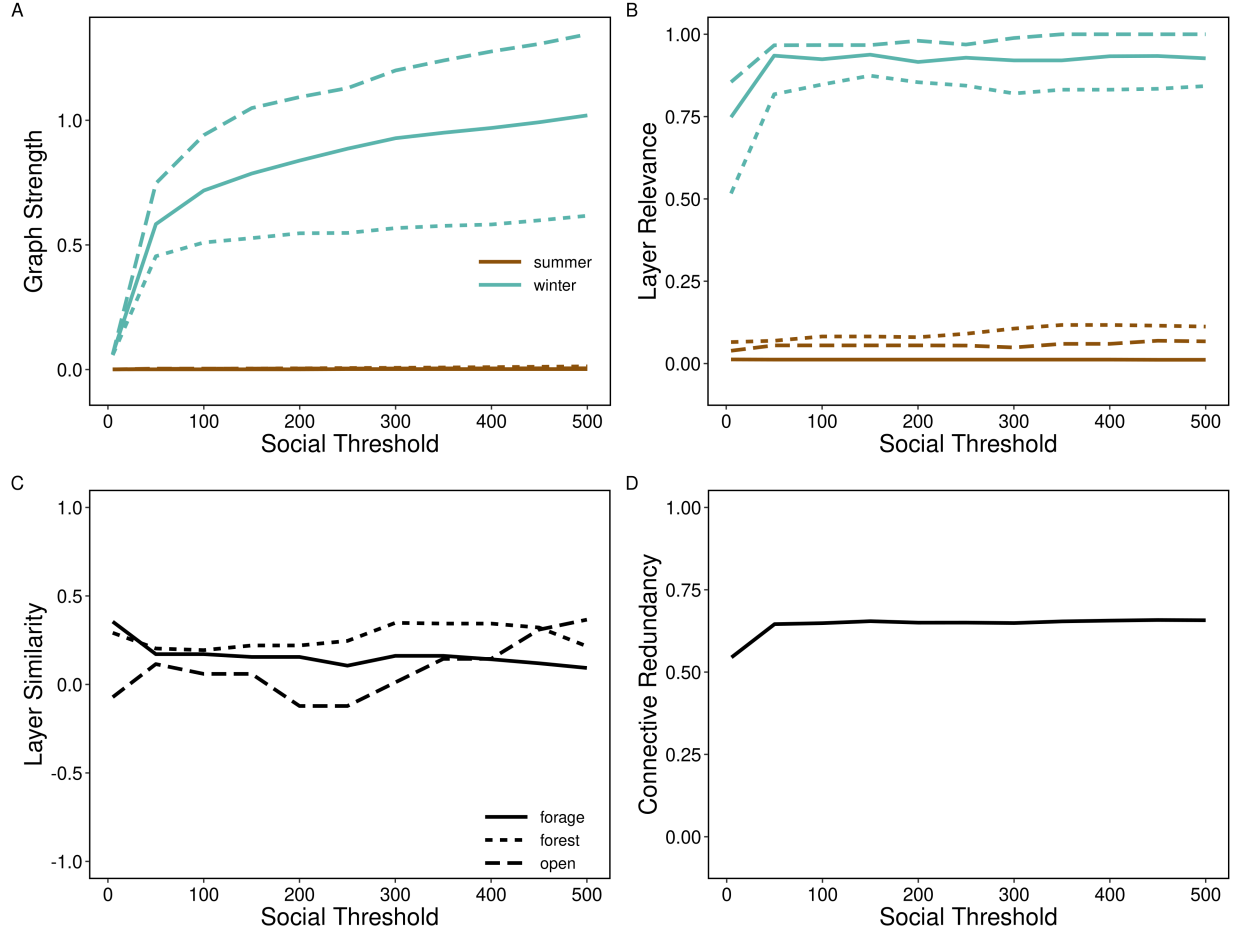 A
Graph Strength
1.0
0.5
0.0
summer
winter
0 100 200 300 400 500
Social Threshold
B
Layer Relevance
1.00
0.75
0.50
0.25
0.00
0 100 200 300 400 500
Social Threshold
C
Layer Similarity
1.0
0.5
0.0
-0.5
-1.0
forage
forest
open
0 100 200 300 400 500
Social Threshold
D
Connective Redundancy
1.00
0.75
0.50
0.25
0.00
0 100 200 300 400 500
Social Threshold